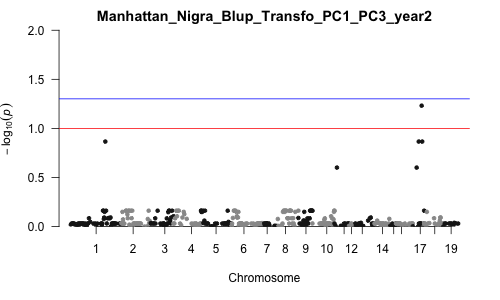 Manhattan_Nigra_Blup_Transfo_PC1_PC3_year2
2.0
1.5
1.0
0.5
0.0
− log10(p)
1 2 3 4 5 6 7 8 9 10 12 14 17 19
Chromosome